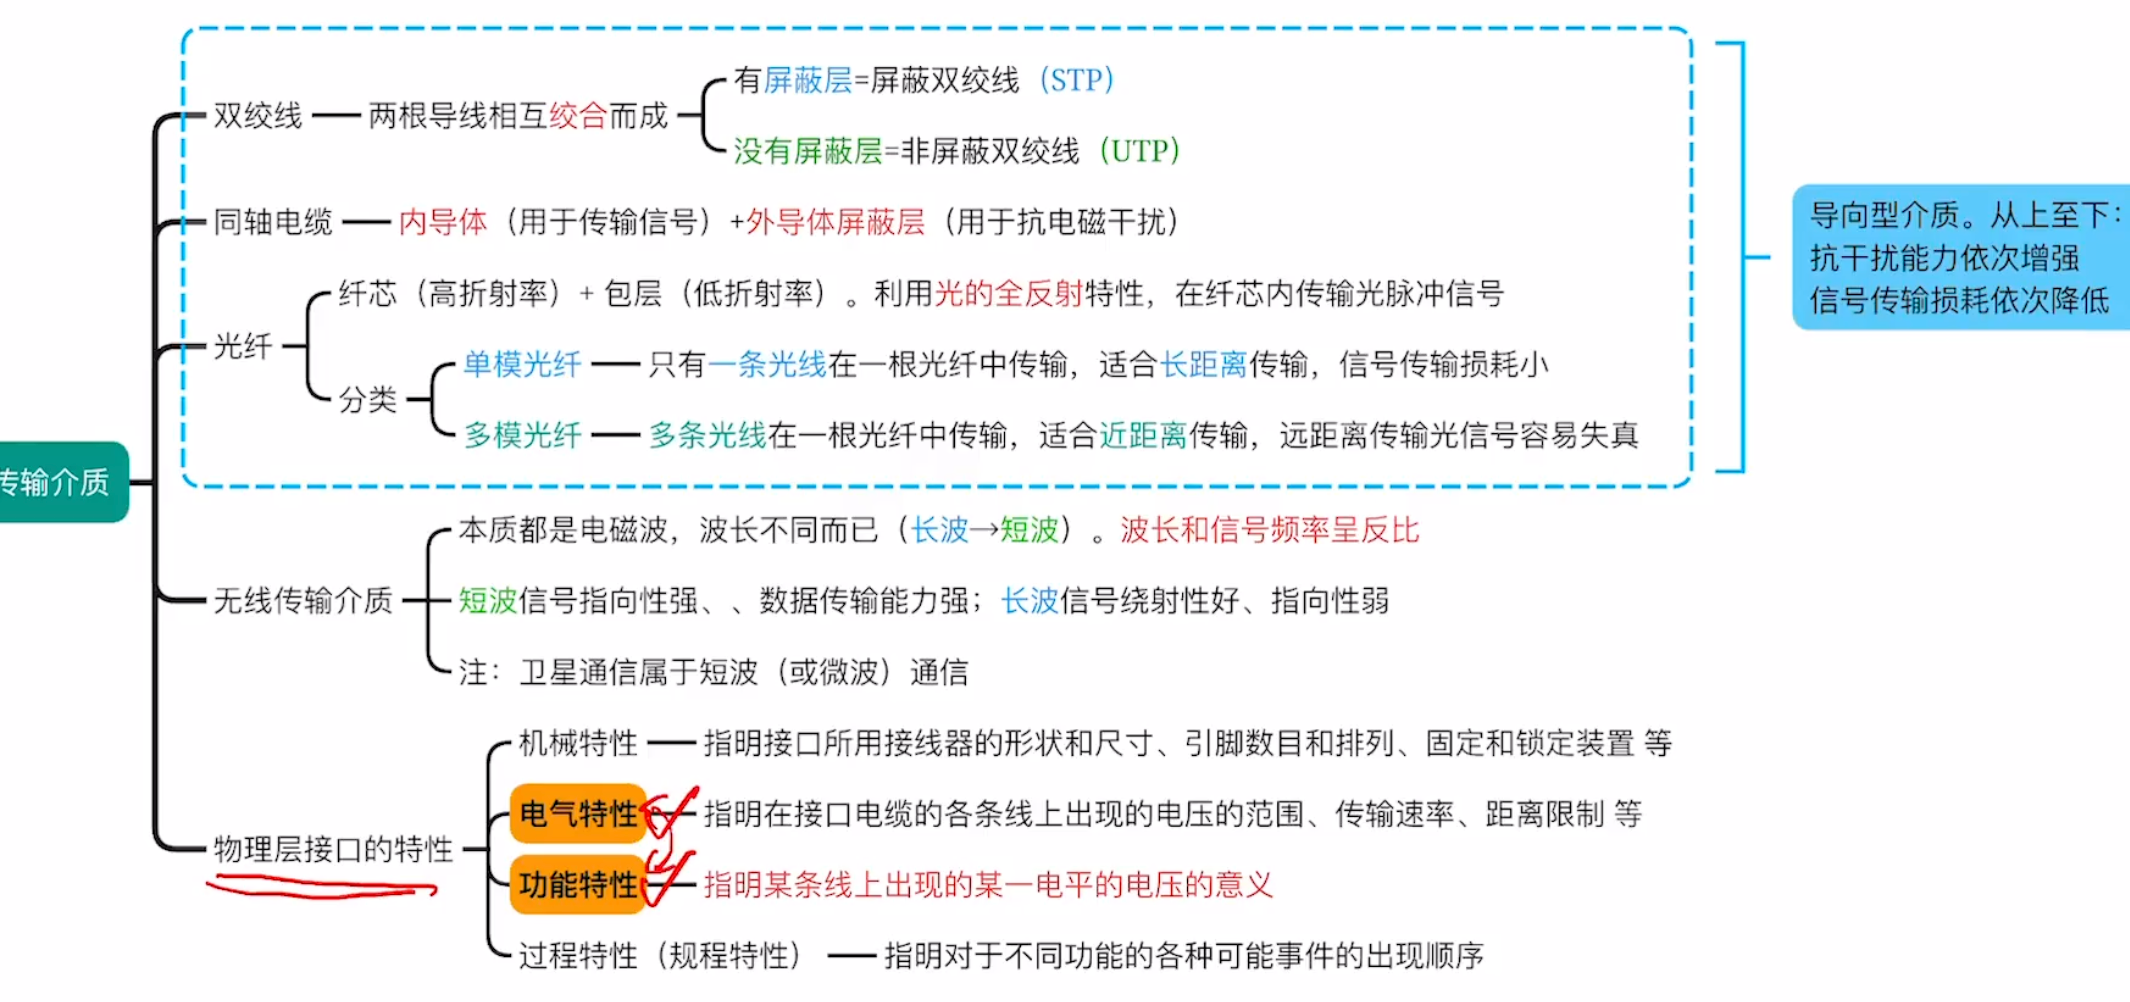 双绞线
两根导线相互绞合而成
有屏蔽层=屏蔽双绞线（STP）
没有屏蔽层=非屏蔽双绞线（UTP）
同轴电缆
内导体（用于传输信号）+外导体屏蔽层（用于抗电磁干扰）
光纤
纤芯（高折射率）+ 包层（低折射率）。利用光的全反射特性，在纤芯内传输光脉冲信号
分类
单模光纤
只有一条光线在一根光纤中传输，适合长距离传输，信号传输损耗小
多模光纤
多条光线在一根光纤中传输，适合近距离传输，远距离传输光信号容易失真
导向型介质。从上至下：
抗干扰能力依次增强
信号传输损耗依次降低
传输介质
无线传输介质
本质都是电磁波，波长不同而已（长波→短波）。波长和信号频率呈反比
短波信号指向性强、、数据传输能力强；长波信号绕射性好、指向性弱
注：卫星通信属于短波（或微波）通信
物理层接口的特性
机械特性
指明接口所用接线器的形状和尺寸、引脚数目和排列、固定和锁定装置 等
电气特性
指明在接口电缆的各条线上出现的电压的范围、传输速率、距离限制 等
功能特性
指明某条线上出现的某一电平的电压的意义
过程特性（规程特性）
指明对于不同功能的各种可能事件的出现顺序